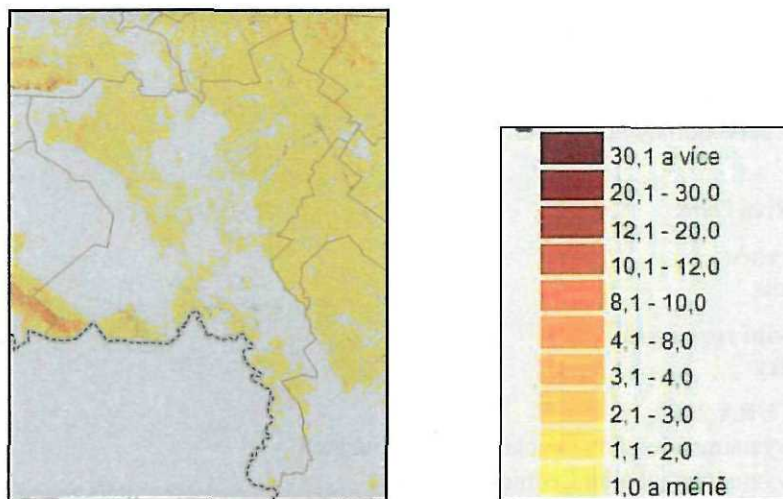 30,1 a více
20,1 - 30,0
12,1 - 20,0
10,1 - 12,0
8,1 - 10,0
4,1 - 8,0
3,1 - 4,0
2,1 - 3,0
1,1 - 2,0
1,0 a méně